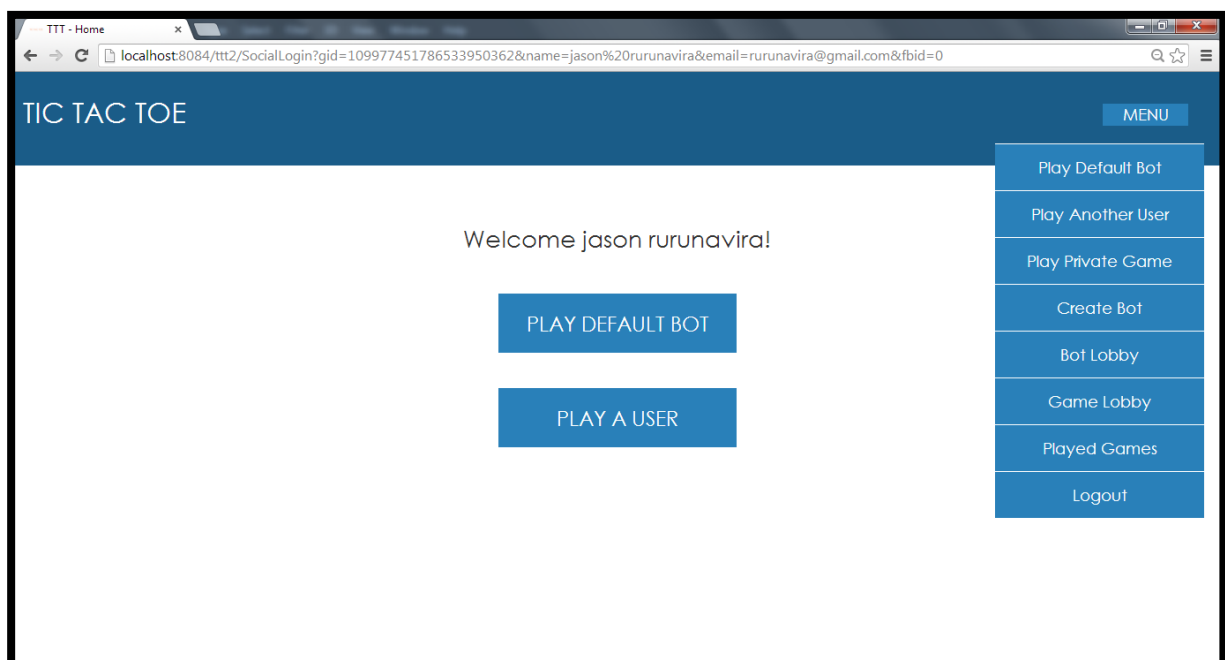 TTT - Home
localhost:8084/ttt2/SocialLogin?gid=109977451786533950362&name=jason%20rurunavira&email=rurunavira@gmail.com&fbid=0
TIC TAC TOE
MENU
Play Default Bot
Play Another User
Play Private Game
Create Bot
Bot Lobby
Game Lobby
Played Games
Logout
Welcome jason rurunavira!
PLAY DEFAULT BOT
PLAY A USER